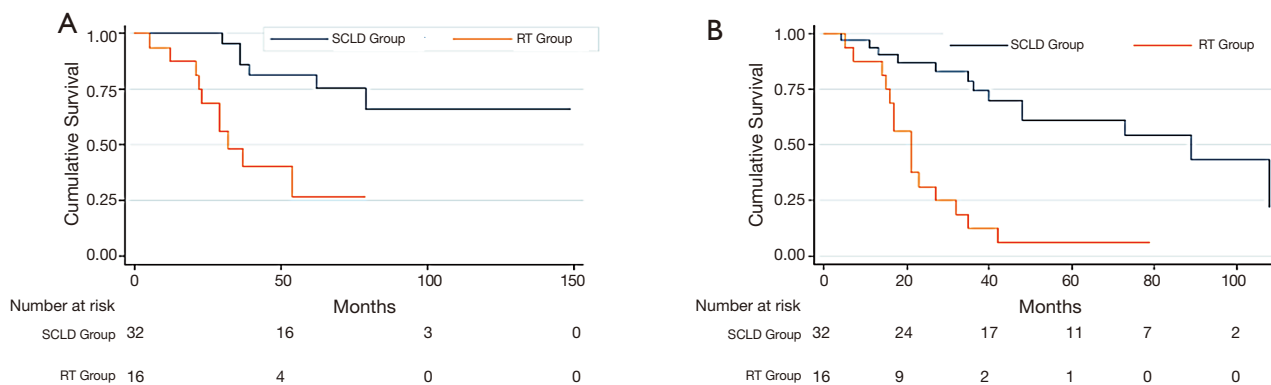 A
SCLD Group
RT Group
1.00
0.75
0.50
0.25
0.00
Cumulative Survival
0
50
100
150
Months
Number at risk
SCLD Group 32 16 3 0
RT Group 16 4 0 0
B
SCLD Group
RT Group
1.00
0.75
0.50
0.25
0.00
Cumulative Survival
0
20
40
60
80
100
Months
Number at risk
SCLD Group 32 24 17 11 7 2
RT Group 16 9 2 1 0 0